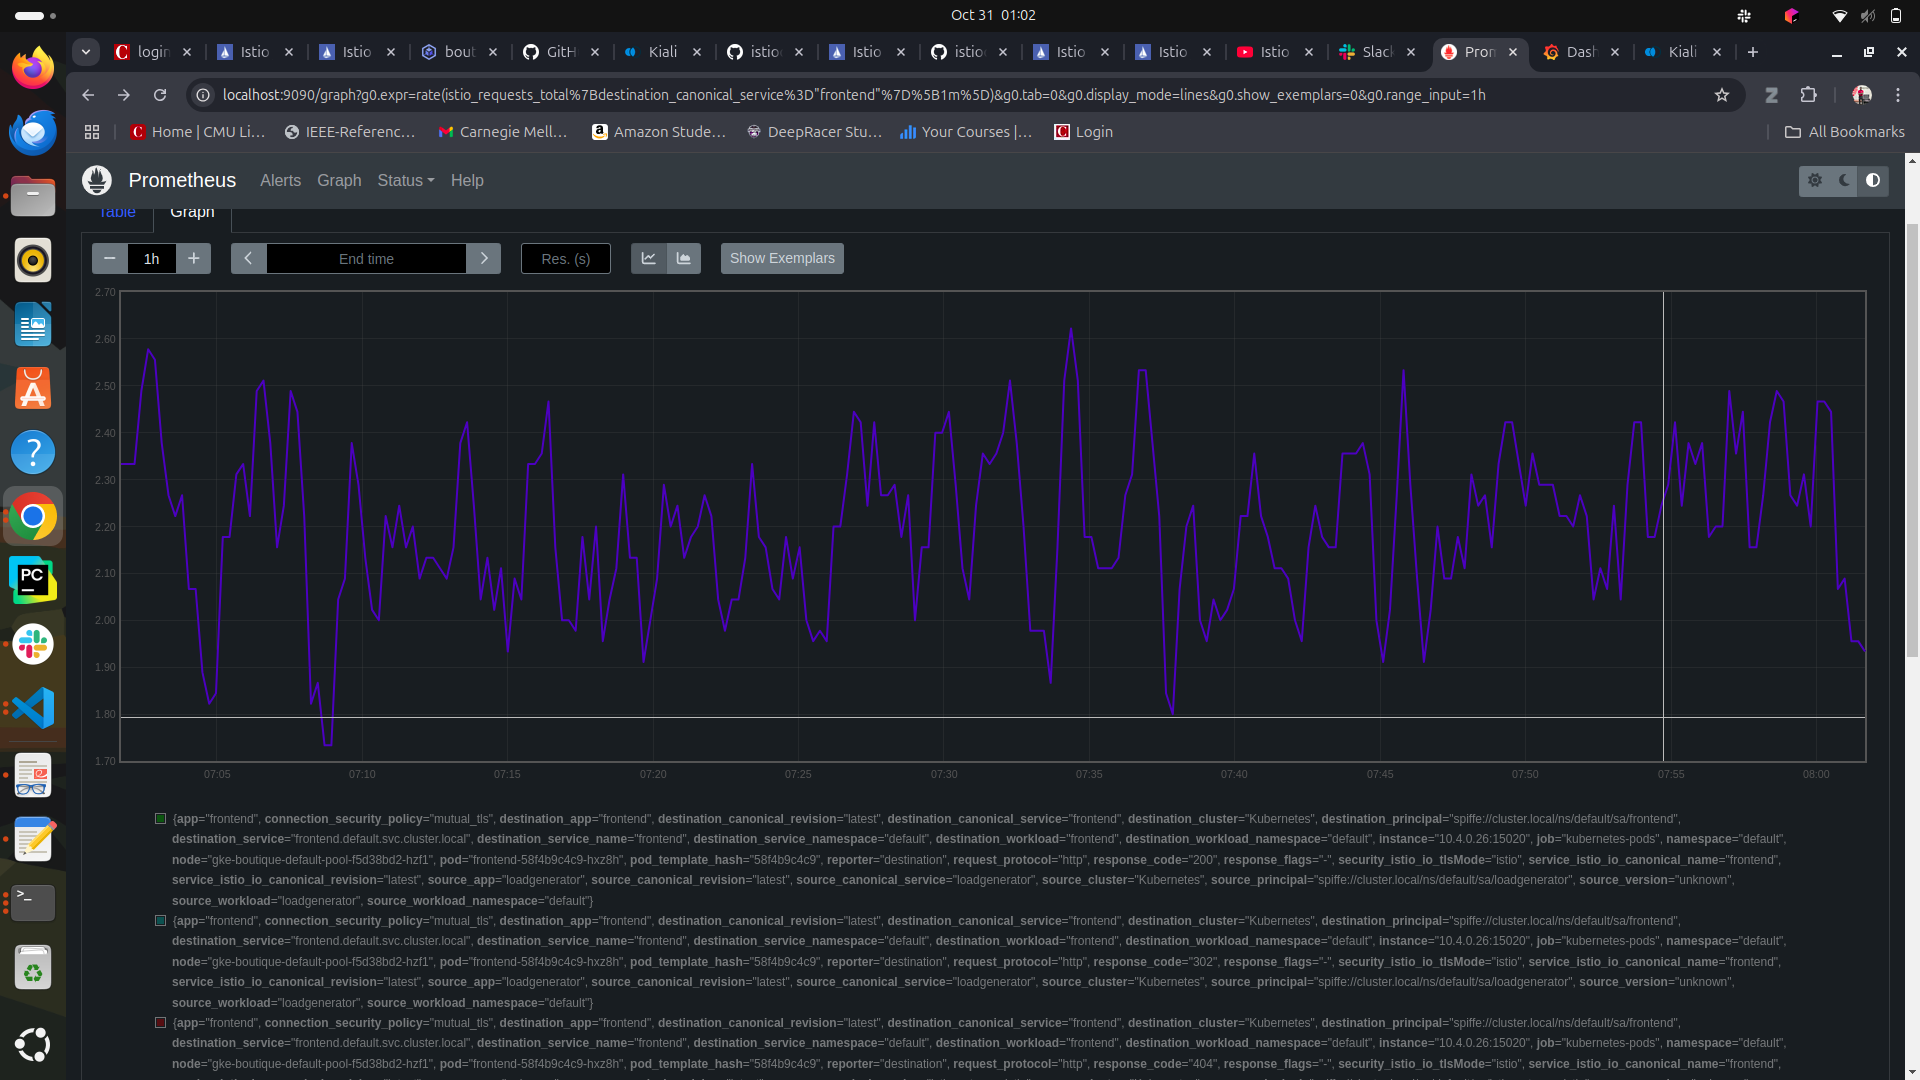 Oct 31 01:02
login
Istio
Istio
bout
GitH
Kiali
istio
Istio
istio
Istio
Istio
Istio
Slack
Prom
Dash
Kiali
localhost:9090/graph?g0.expr=rate(istio_requests_total%7Bdestination_canonical_service%3D"frontend"%7D%5B1m%5D)&g0.tab=0&g0.display_mode=lines&g0.show_exemplars=0&g0.range_input=1h
Home | CMU Li…
IEEE-Referenc…
Carnegie Mell…
Amazon Stude…
DeepRacer Stu…
Your Courses |…
Login
All Bookmarks
Prometheus Alerts Graph Status Help
Table Graph
1h End time Res. (s) Show Exemplars
2.70
2.60
2.50
2.40
2.30
2.20
2.10
2.00
1.90
1.80
1.70
07:05 07:10 07:15 07:20 07:25 07:30 07:35 07:40 07:45 07:50 07:55 08:00
{app="frontend", connection_security_policy="mutual_tls", destination_app="frontend", destination_canonical_revision="latest", destination_canonical_service="frontend", destination_cluster="Kubernetes", destination_principal="spiffe://cluster.local/ns/default/sa/frontend",
destination_service="frontend.default.svc.cluster.local", destination_service_name="frontend", destination_service_namespace="default", destination_workload="frontend", destination_workload_namespace="default", instance="10.4.0.26:15020", job="kubernetes-pods", namespace="default",
node="gke-boutique-default-pool-f5d38bd2-hzf1", pod="frontend-58f4b9c4c9-hxz8h", pod_template_hash="58f4b9c4c9", reporter="destination", request_protocol="http", response_code="200", response_flags="-", security_istio_io_tlsMode="istio", service_istio_io_canonical_name="frontend",
service_istio_io_canonical_revision="latest", source_app="loadgenerator", source_canonical_revision="latest", source_canonical_service="loadgenerator", source_cluster="Kubernetes", source_principal="spiffe://cluster.local/ns/default/sa/loadgenerator", source_version="unknown",
source_workload="loadgenerator", source_workload_namespace="default"}
{app="frontend", connection_security_policy="mutual_tls", destination_app="frontend", destination_canonical_revision="latest", destination_canonical_service="frontend", destination_cluster="Kubernetes", destination_principal="spiffe://cluster.local/ns/default/sa/frontend",
destination_service="frontend.default.svc.cluster.local", destination_service_name="frontend", destination_service_namespace="default", destination_workload="frontend", destination_workload_namespace="default", instance="10.4.0.26:15020", job="kubernetes-pods", namespace="default",
node="gke-boutique-default-pool-f5d38bd2-hzf1", pod="frontend-58f4b9c4c9-hxz8h", pod_template_hash="58f4b9c4c9", reporter="destination", request_protocol="http", response_code="302", response_flags="-", security_istio_io_tlsMode="istio", service_istio_io_canonical_name="frontend",
service_istio_io_canonical_revision="latest", source_app="loadgenerator", source_canonical_revision="latest", source_canonical_service="loadgenerator", source_cluster="Kubernetes", source_principal="spiffe://cluster.local/ns/default/sa/loadgenerator", source_version="unknown",
source_workload="loadgenerator", source_workload_namespace="default"}
{app="frontend", connection_security_policy="mutual_tls", destination_app="frontend", destination_canonical_revision="latest", destination_canonical_service="frontend", destination_cluster="Kubernetes", destination_principal="spiffe://cluster.local/ns/default/sa/frontend",
destination_service="frontend.default.svc.cluster.local", destination_service_name="frontend", destination_service_namespace="default", destination_workload="frontend", destination_workload_namespace="default", instance="10.4.0.26:15020", job="kubernetes-pods", namespace="default",
node="gke-boutique-default-pool-f5d38bd2-hzf1", pod="frontend-58f4b9c4c9-hxz8h", pod_template_hash="58f4b9c4c9", reporter="destination", request_protocol="http", response_code="404", response_flags="-", security_istio_io_tlsMode="istio", service_istio_io_canonical_name="frontend",